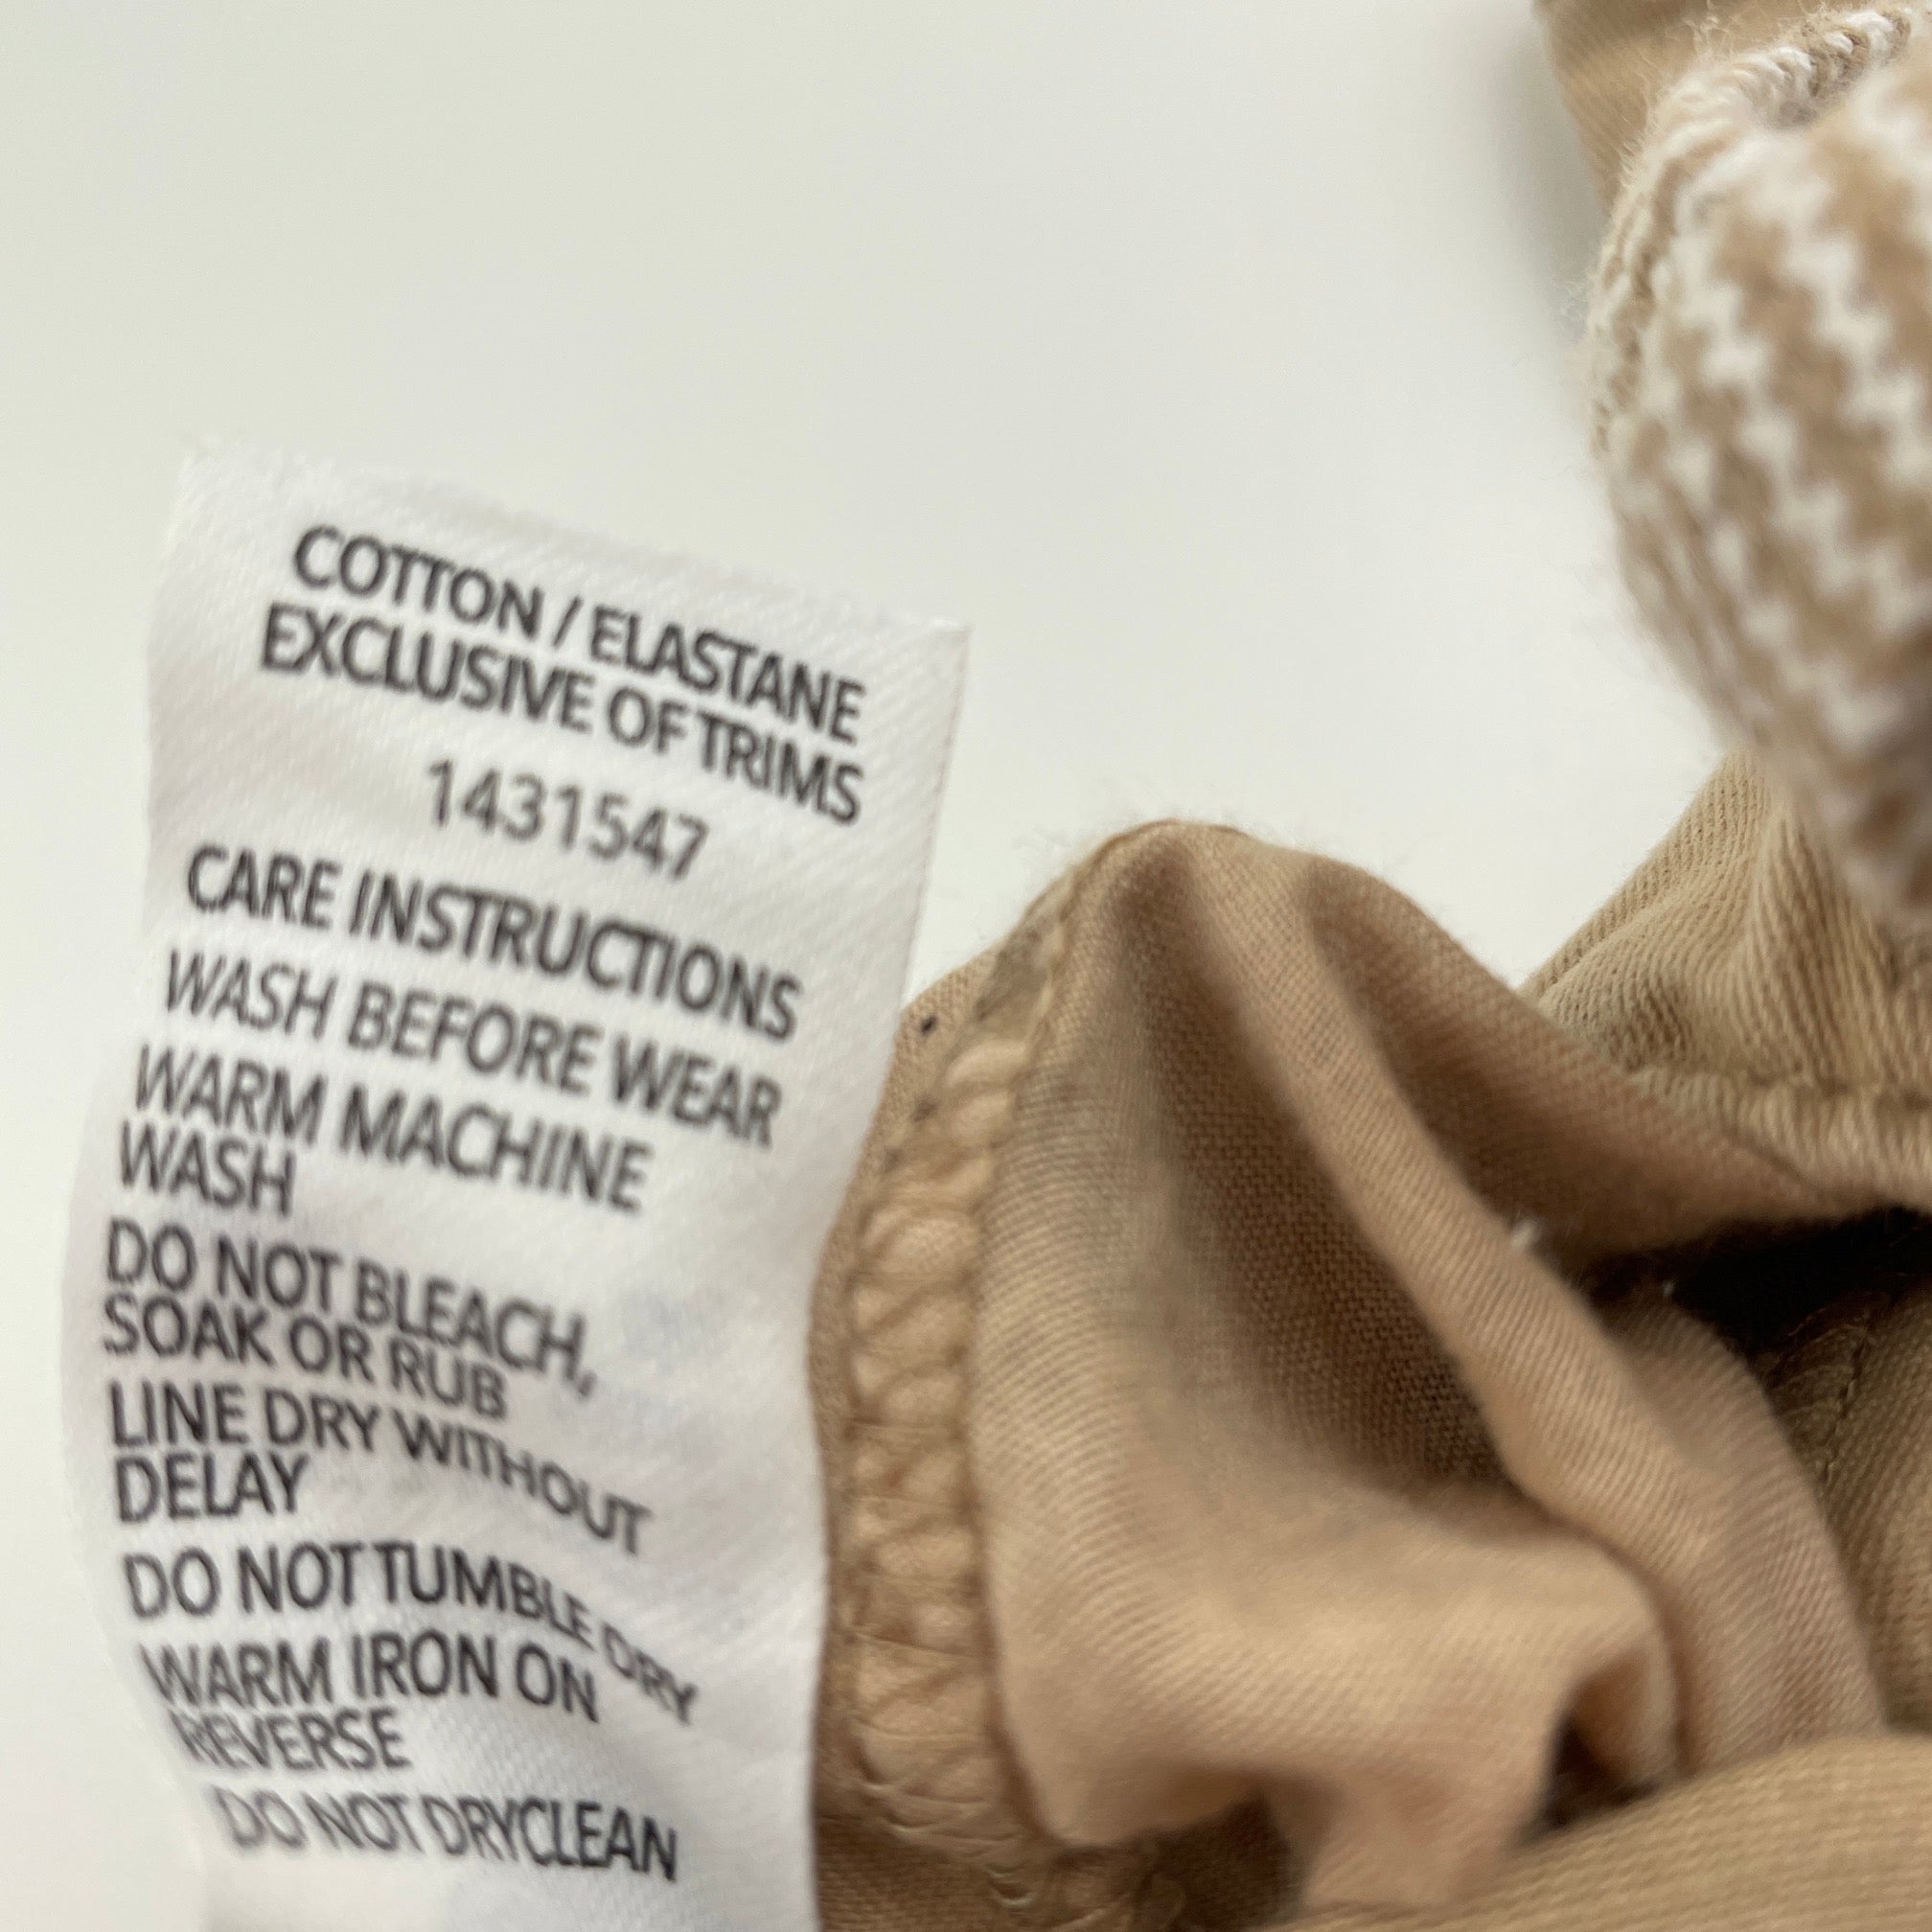 COTTON / ELASTANE
EXCLUSIVE OF TRIMS
1431547
CARE INSTRUCTIONS
WASH BEFORE WEAR
WARM MACHINE
WASH
DO NOT BLEACH,
SOAK OR RUB
LINE DRY WITHOUT
DELAY
DO NOT TUMBLE DRY
WARM IRON ON
REVERSE
DO NOT DRYCLEAN